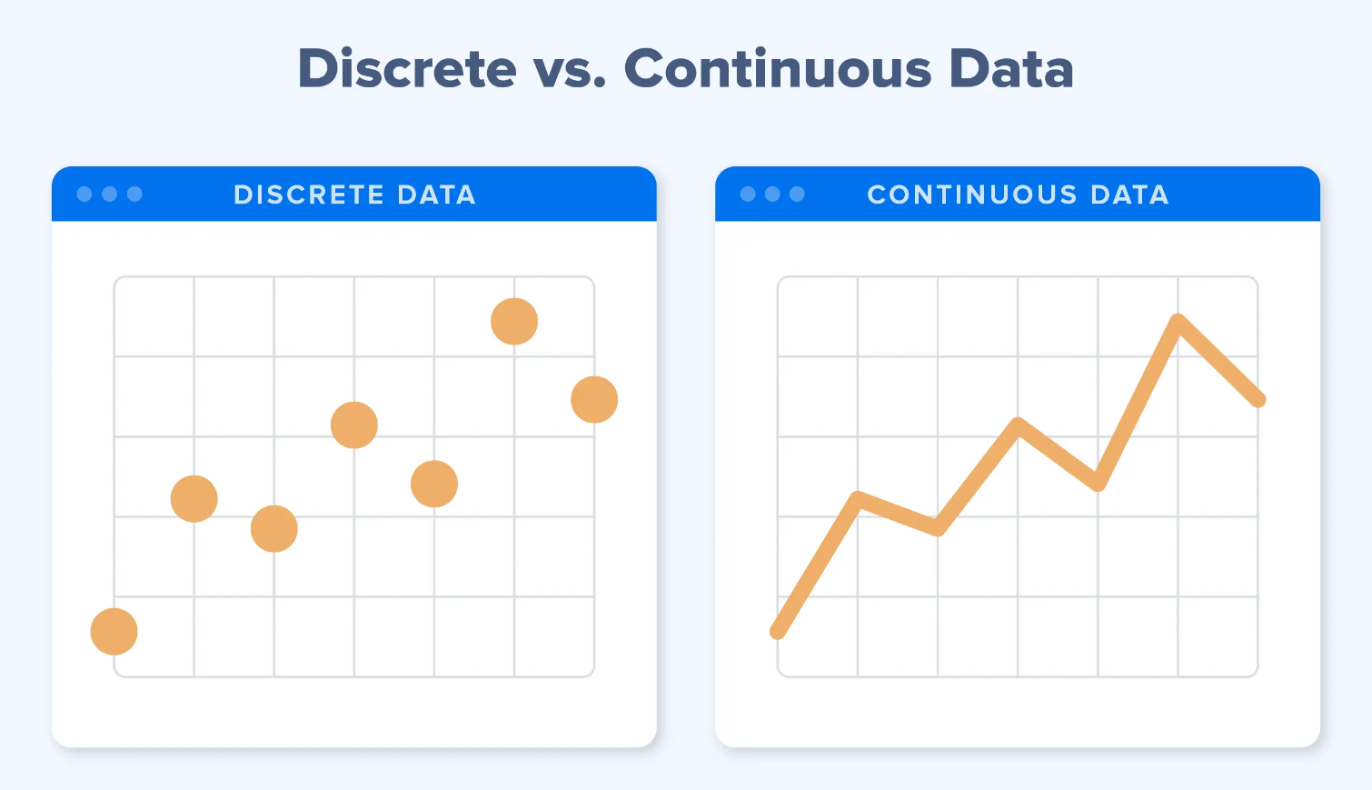 Discrete vs. Continuous Data
DISCRETE DATA
CONTINUOUS DATA